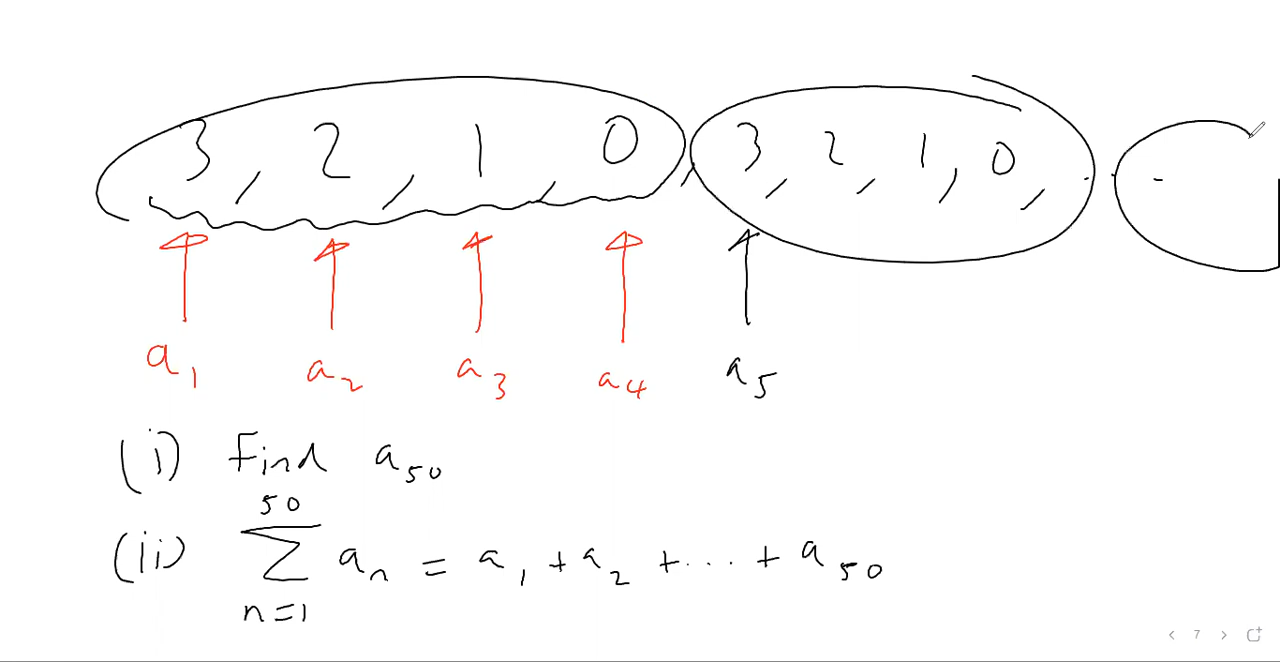 3, 2, 1, 0, 3, 2, 1, 0, . . .
a₁ a₂ a₃ a₄ a₅
(i) Find a₅₀
(ii) ∑_{n=1}^{50} aₙ = a₁ + a₂ + ... + a₅₀
< 7 >